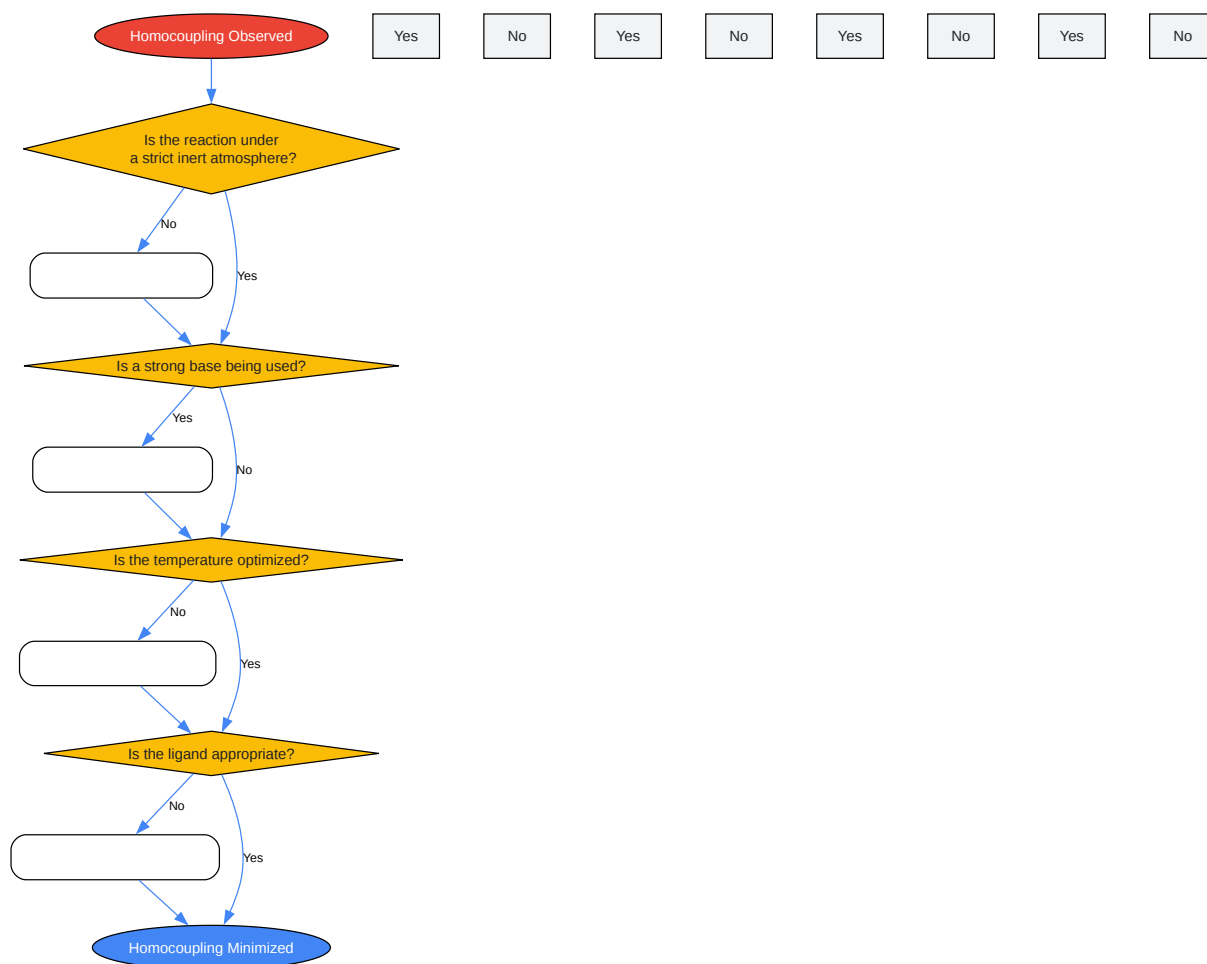 Homocoupling Observed
Yes
No
Yes
No
Yes
No
Yes
No
Is the reaction under
a strict inert atmosphere?
No
Yes
Is a strong base being used?
Yes
No
Is the temperature optimized?
No
Yes
Is the ligand appropriate?
No
Yes
Homocoupling Minimized